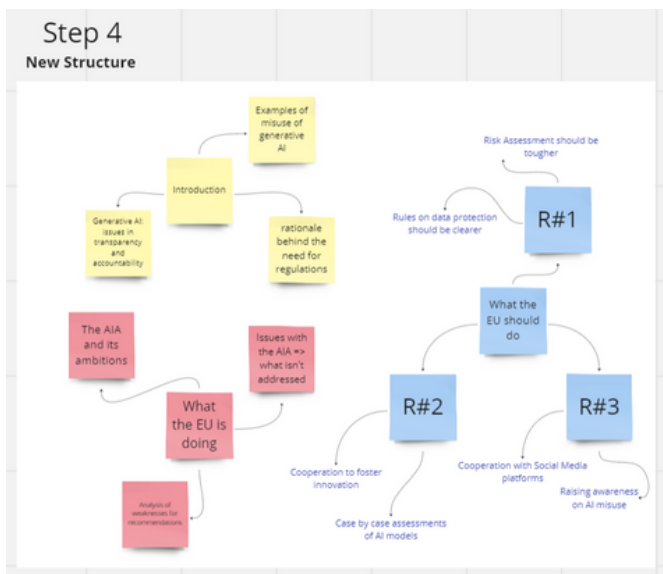 Step 4
New Structure
Examples of
misuse of
generative
AI
Introduction
Generative AI:
issues in
transparency
and
accountability
rationale
behind the
need for
regulations
Risk Assessment should be
tougher
Rules on data protection
should be clearer
R#1
What the
EU should
do
R#2
R#3
Cooperation to foster
innovation
Case by case assessments
of AI models
Cooperation with Social Media
platforms
Raising awareness
on AI misuse
The AIA
and its
ambitions
Issues with
the AIA =>
what isn't
addressed
What
the EU is
doing
Analysis of
weaknesses for
recommendations